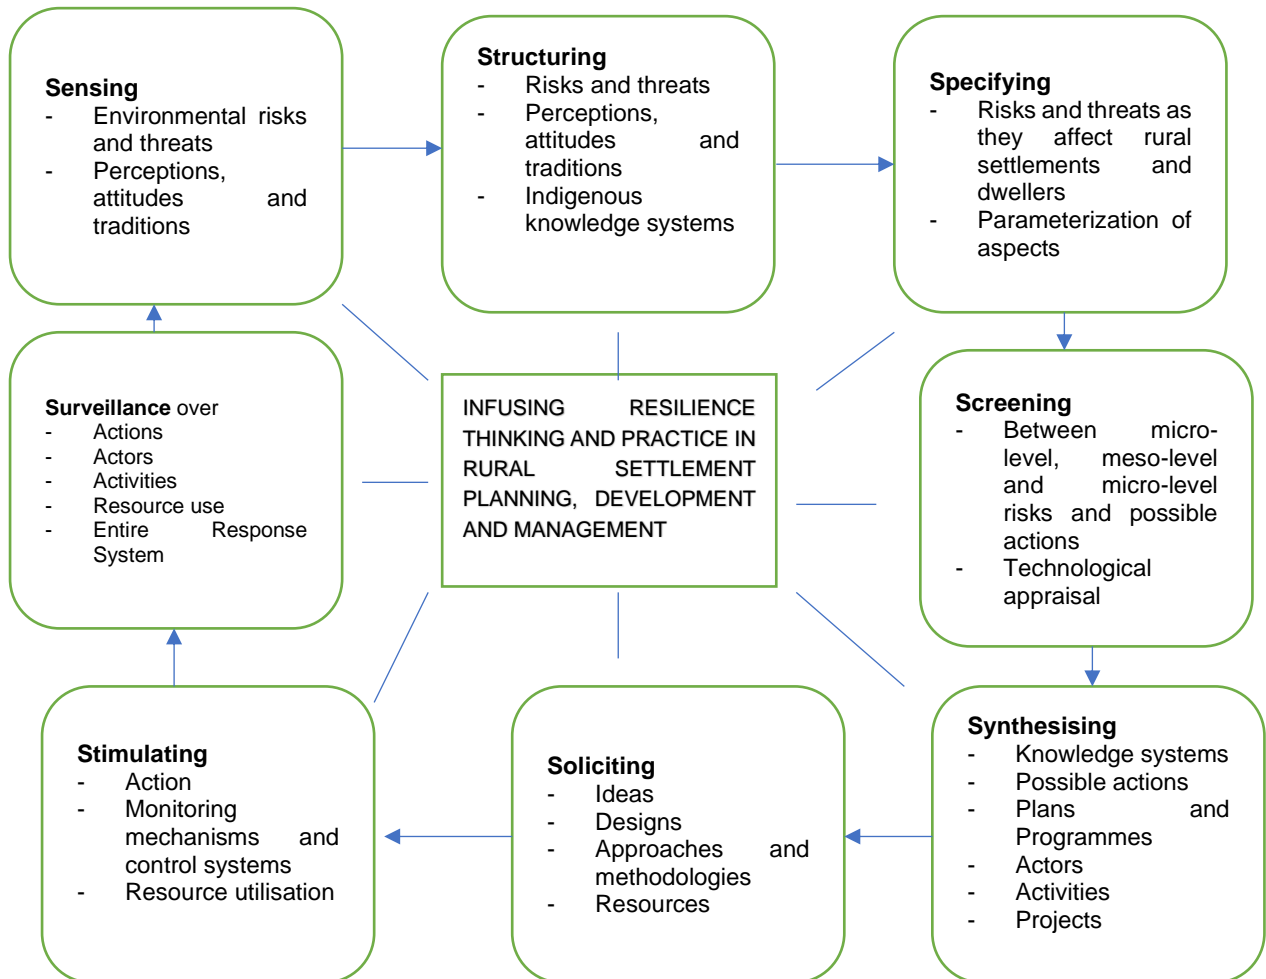 Sensing
- Environmental risks
and threats
- Perceptions,
attitudes and
traditions
Structuring
- Risks and threats
- Perceptions,
attitudes and
traditions
- Indigenous
knowledge systems
Specifying
- Risks and threats as
they affect rural
settlements and
dwellers
- Parameterization of
aspects
Surveillance over
- Actions
- Actors
- Activities
- Resource use
- Entire Response
System
INFUSING RESILIENCE
THINKING AND PRACTICE IN
RURAL SETTLEMENT
PLANNING, DEVELOPMENT
AND MANAGEMENT
Screening
- Between micro-
level, meso-level
and micro-level
risks and possible
actions
- Technological
appraisal
Stimulating
- Action
- Monitoring
mechanisms and
control systems
- Resource utilisation
Soliciting
- Ideas
- Designs
- Approaches and
methodologies
- Resources
Synthesising
- Knowledge systems
- Possible actions
- Plans and
Programmes
- Actors
- Activities
- Projects